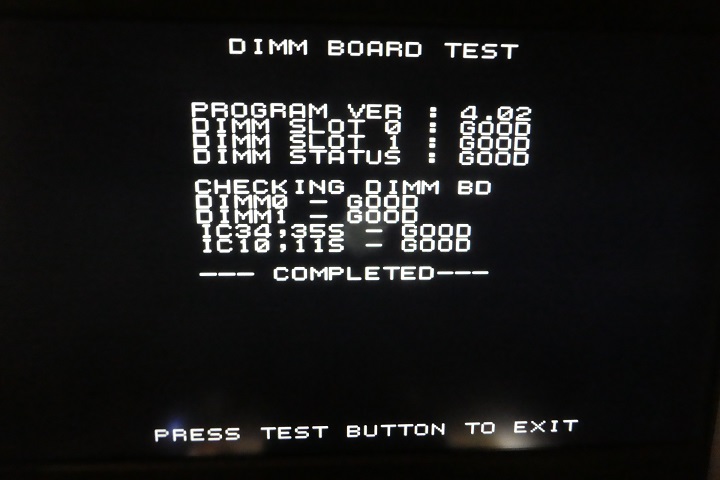 DIMM BOARD TEST
PROGRAM VER : 4.02
DIMM SLOT 0 : GOOD
DIMM SLOT 1 : GOOD
DIMM STATUS : GOOD
CHECKING DIMM BD
DIMM0 - GOOD
DIMM1 - GOOD
IC34,35S - GOOD
IC10,11S - GOOD
--- COMPLETED---
PRESS TEST BUTTON TO EXIT